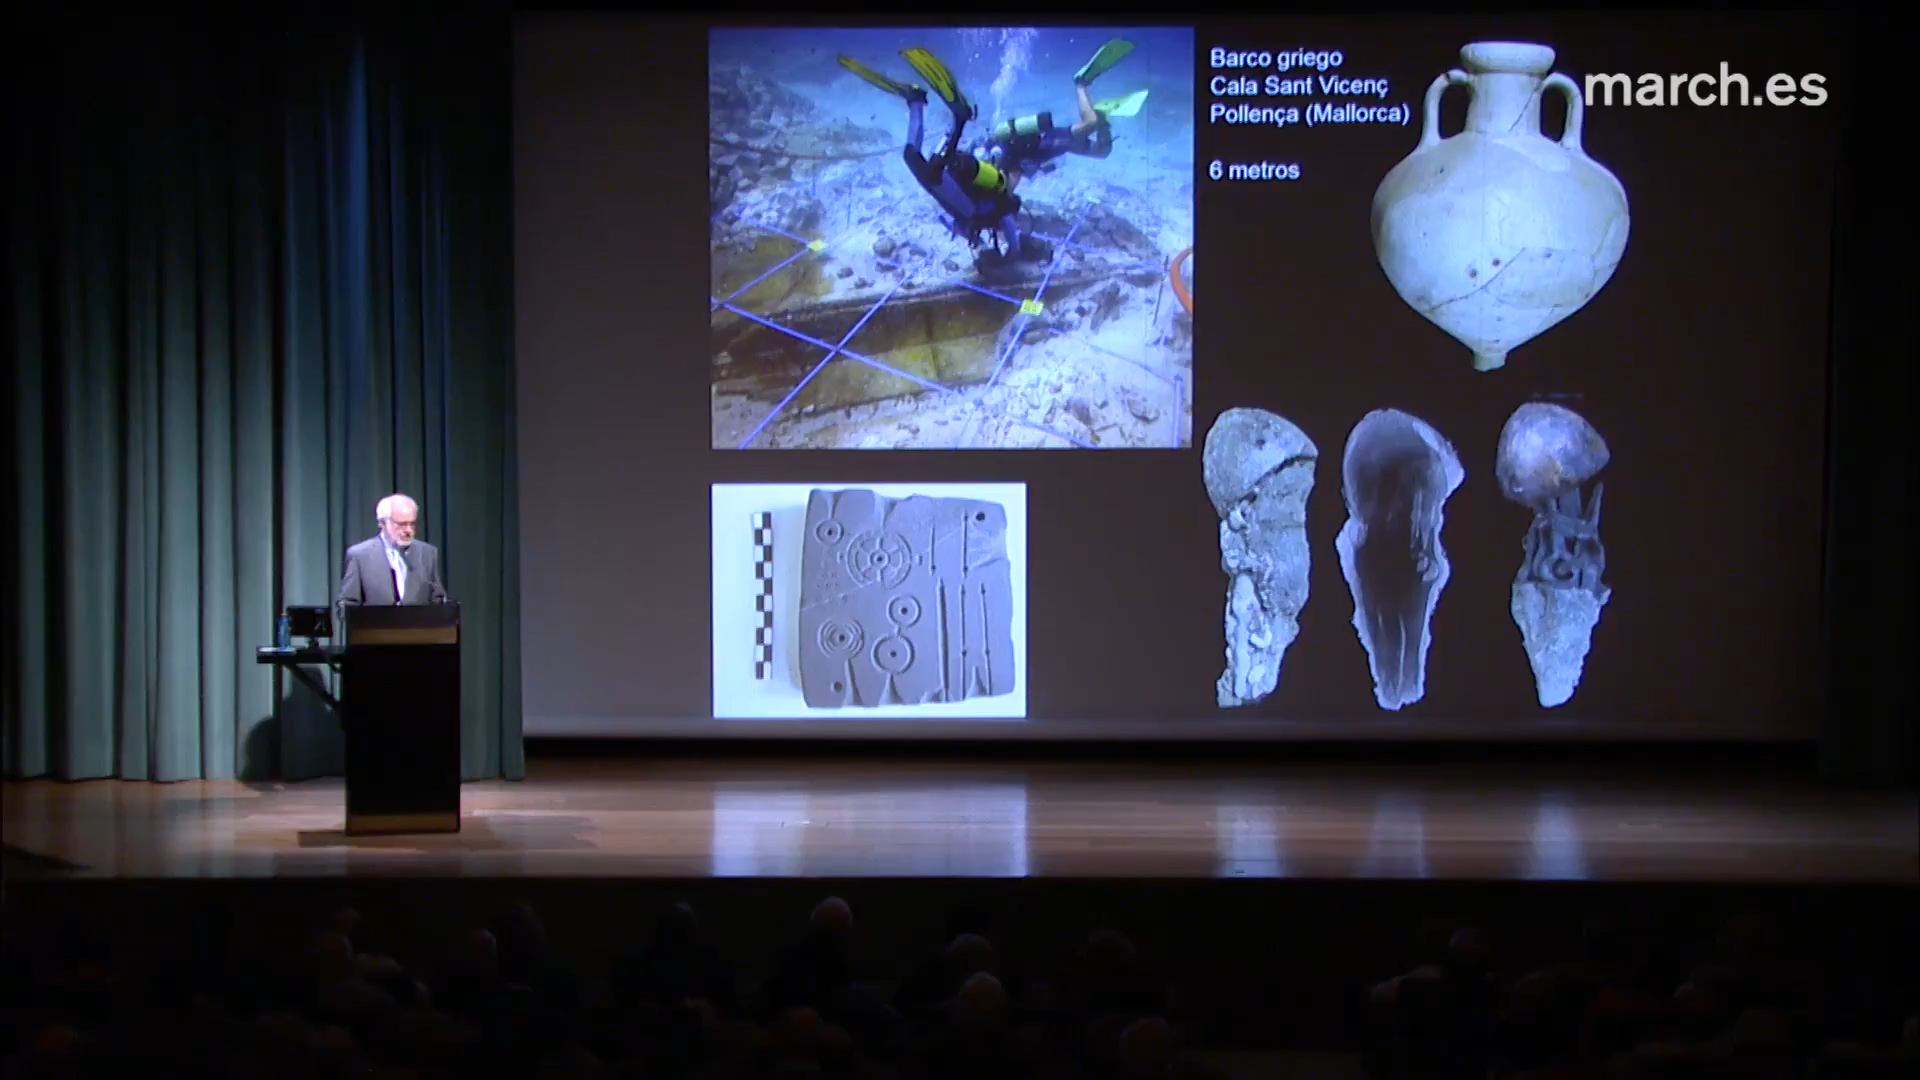 Barco griego
Cala Sant Vicenç
Pollença (Mallorca)
6 metros
march.es